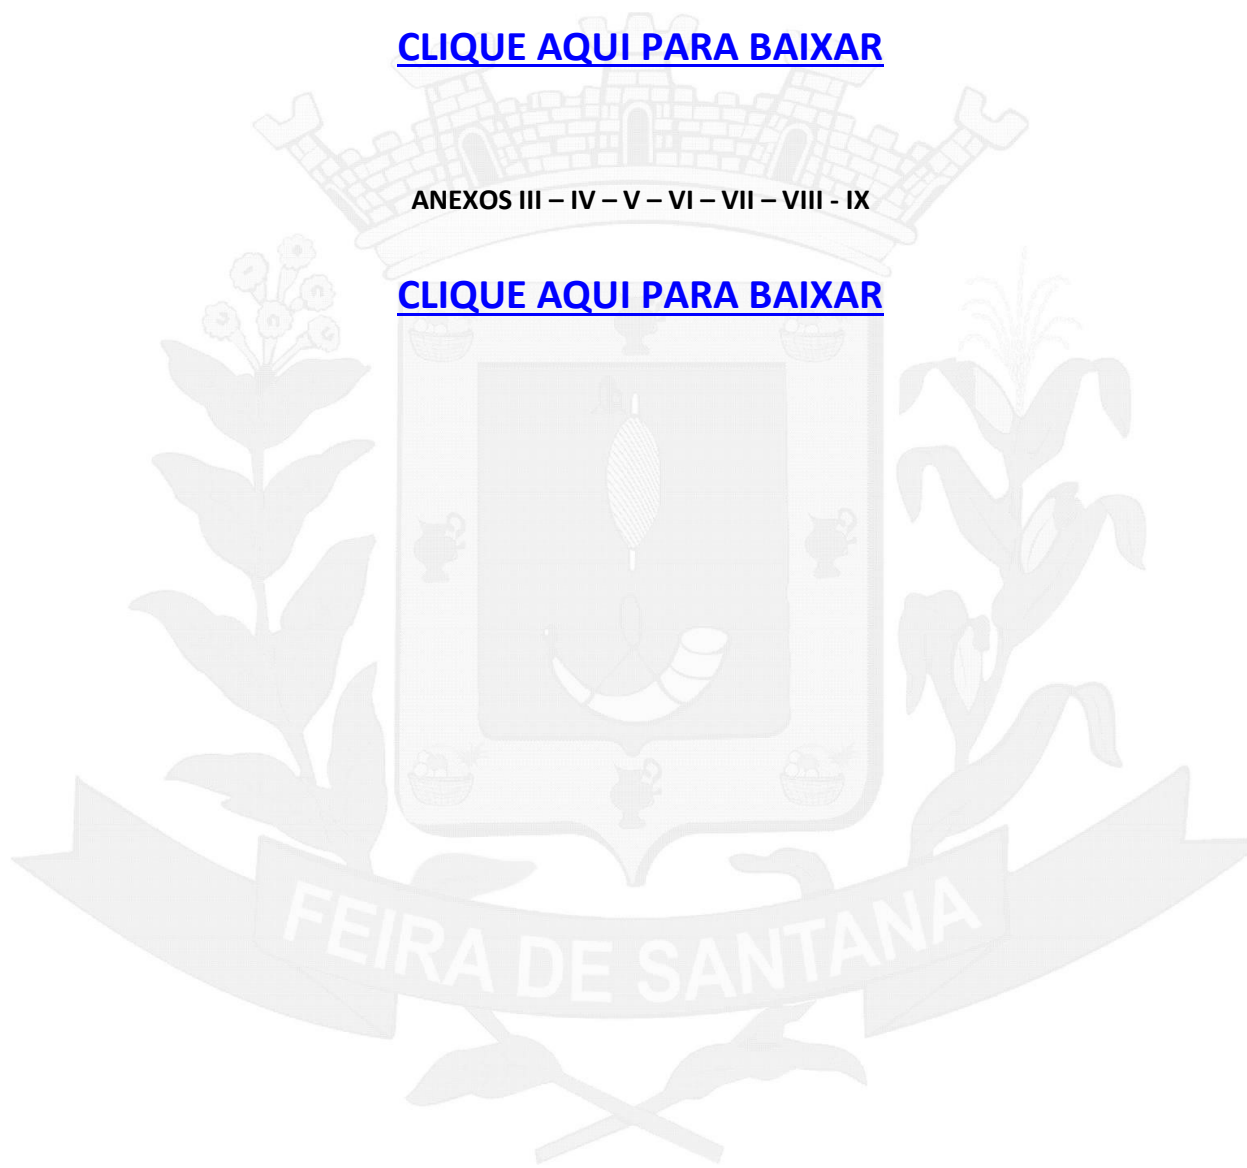 CLIQUE AQUI PARA BAIXAR
ANEXOS III – IV – V – VI – VII – VIII - IX
CLIQUE AQUI PARA BAIXAR
FEIRA DE SANTANA